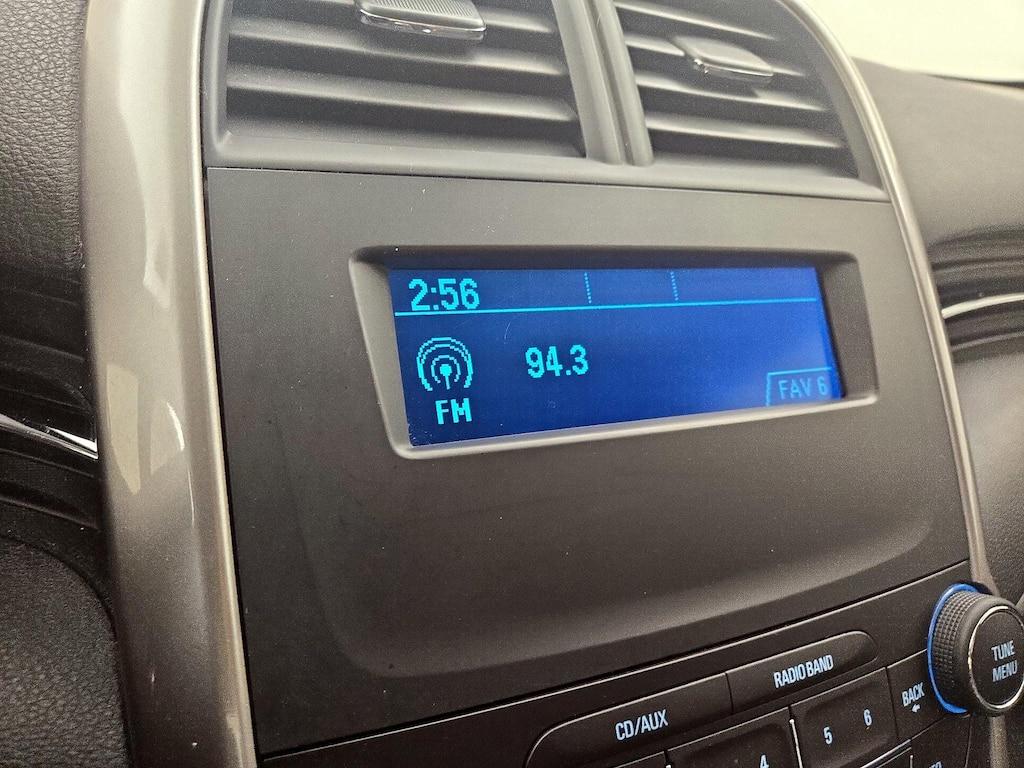 2:56
94.3
FM
FAV 6
RADIO BAND
CD/AUX
TUNE
MENU
BACK
4
5 6